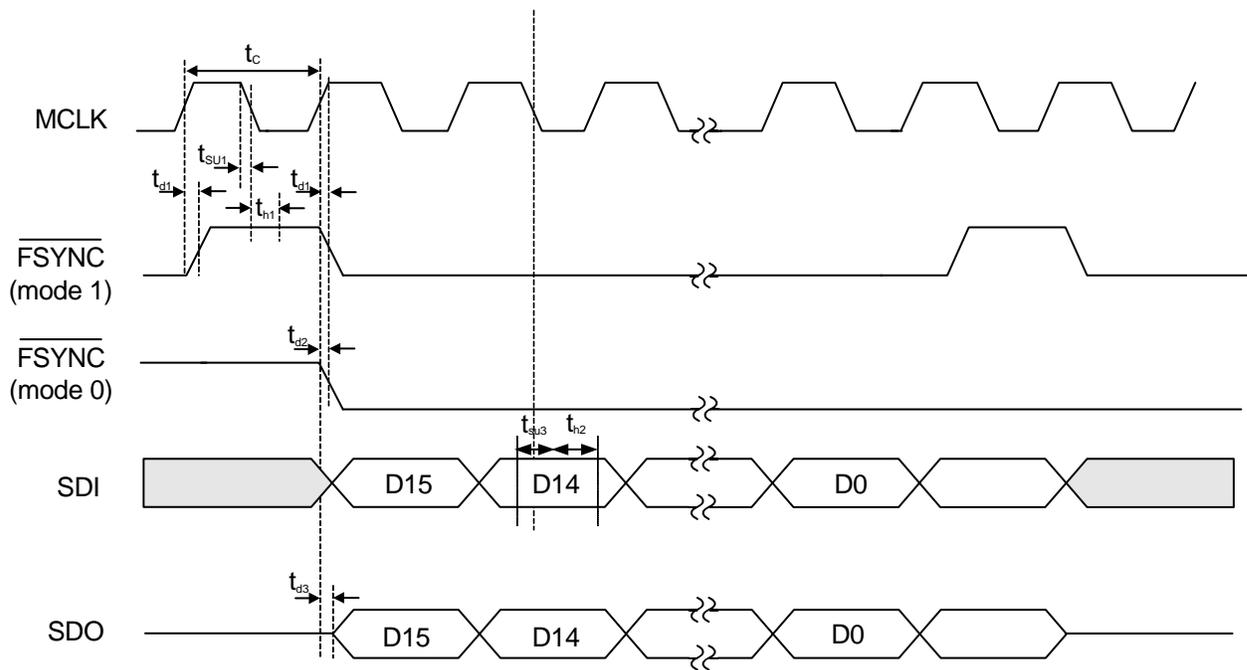 tC
MCLK
tSU1
td1
td1
th1
FSYNC
(mode 1)
td2
FSYNC
(mode 0)
tsu3
th2
SDI
D15
D14
D0
td3
SDO
D15
D14
D0